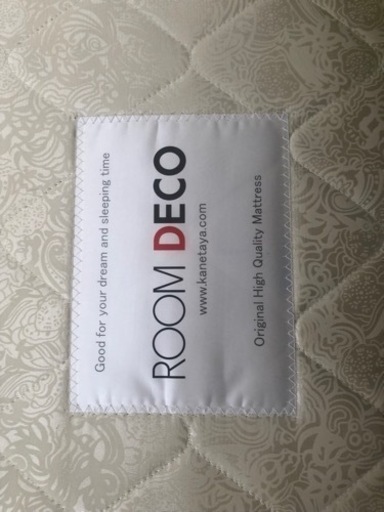 Good for your dream and sleeping time
ROOM DECO
www.kanetaya.com
Original High Quality Mattress